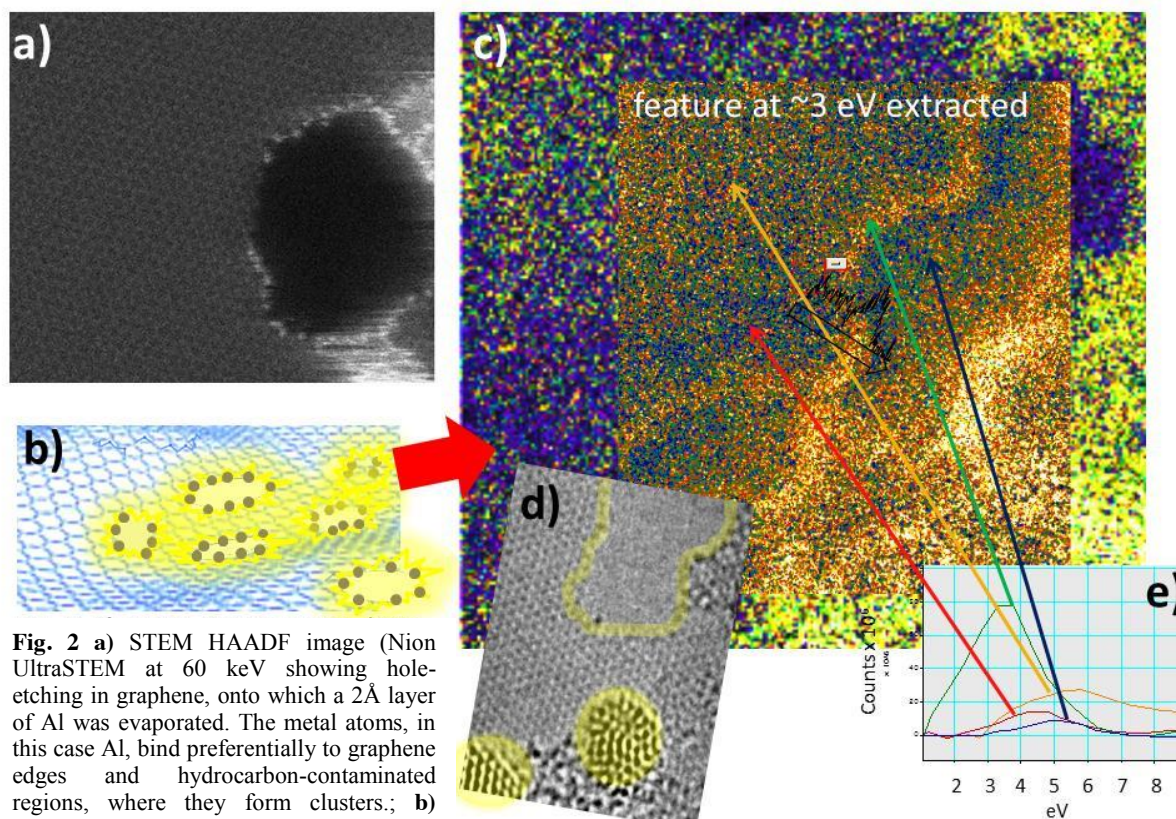 a)
c)
feature at ~3 eV extracted
b)
d)
e)
Counts x 10⁶
20
0
2 3 4 5 6 7 8
eV
Fig. 2 a) STEM HAADF image (Nion
UltraSTEM at 60 keV showing hole-
etching in graphene, onto which a 2Å layer
of Al was evaporated. The metal atoms, in
this case Al, bind preferentially to graphene
edges and hydrocarbon-contaminated
regions, where they form clusters.; b)